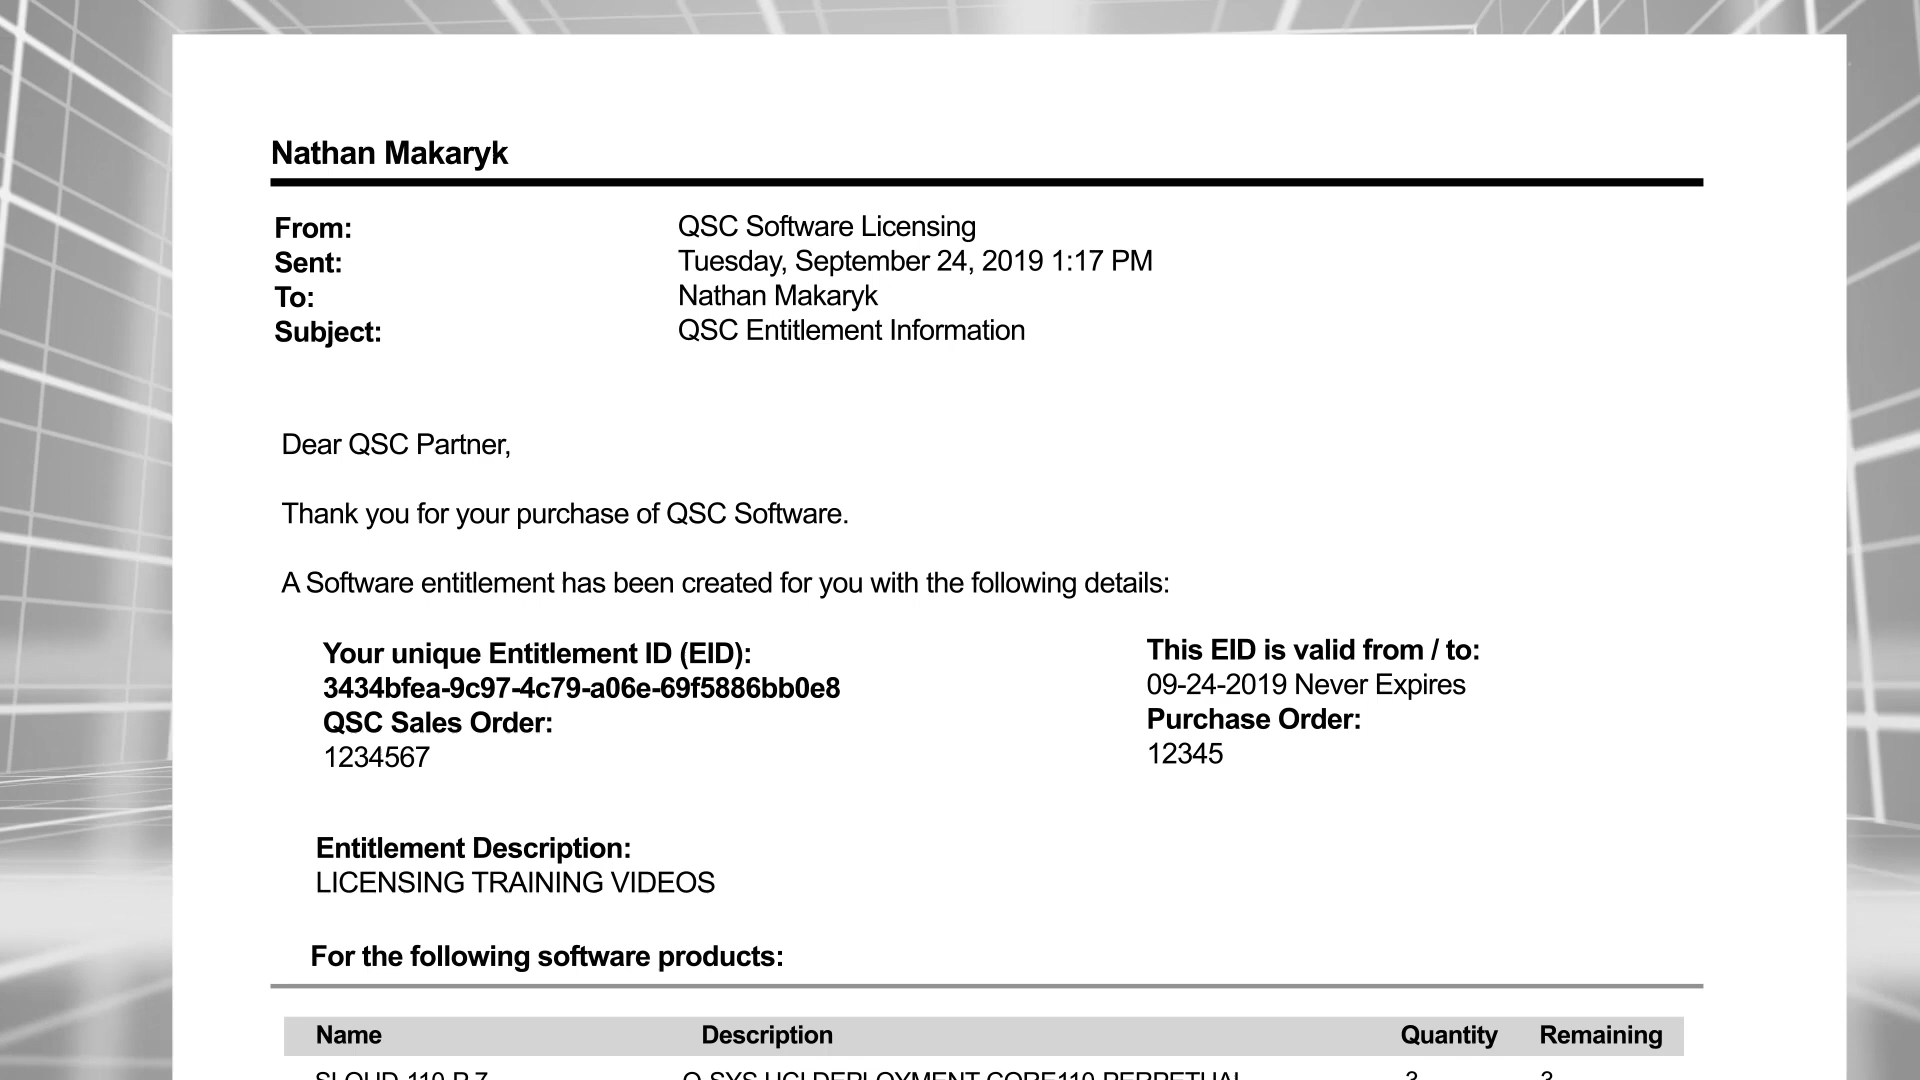 Nathan Makaryk
From: QSC Software Licensing
Sent: Tuesday, September 24, 2019 1:17 PM
To: Nathan Makaryk
Subject: QSC Entitlement Information
Dear QSC Partner,
Thank you for your purchase of QSC Software.
A Software entitlement has been created for you with the following details:
Your unique Entitlement ID (EID):
3434bfea-9c97-4c79-a06e-69f5886bb0e8
QSC Sales Order:
1234567
This EID is valid from / to:
09-24-2019 Never Expires
Purchase Order:
12345
Entitlement Description:
LICENSING TRAINING VIDEOS
For the following software products:
Name Description Quantity Remaining
DEPLOYMENT PERPETUAL